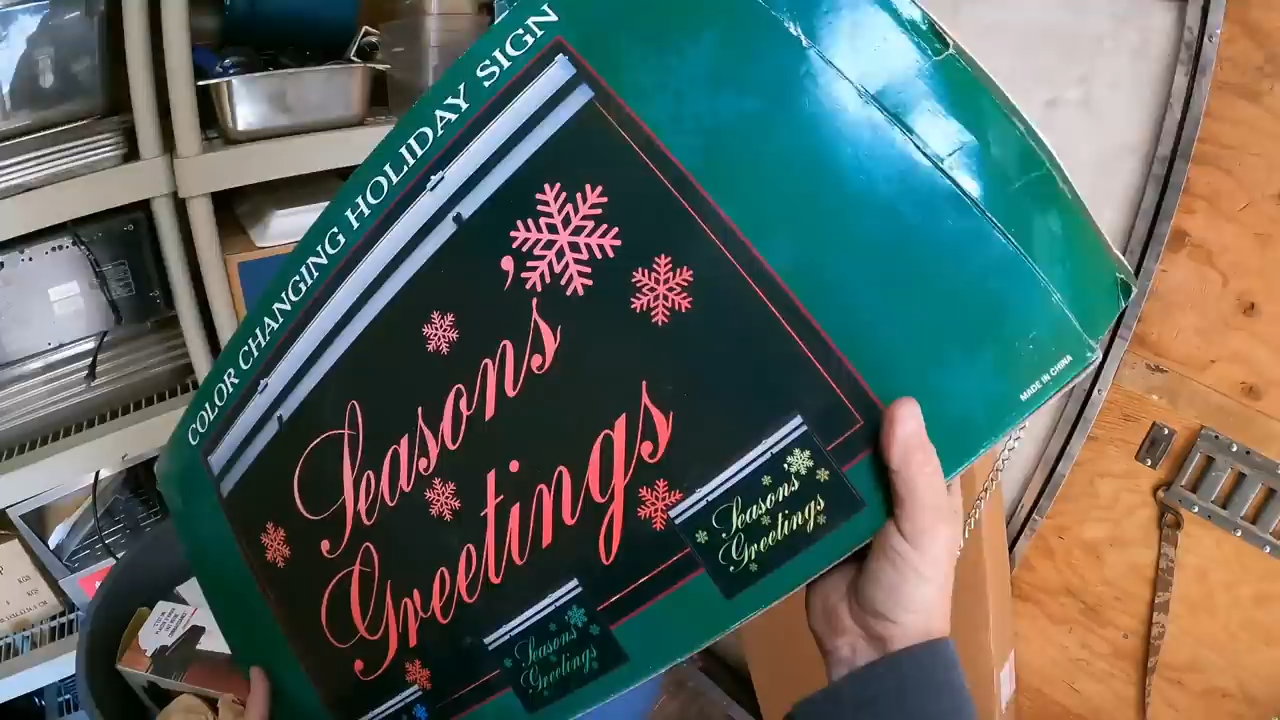 COLOR CHANGING HOLIDAY SIGN
Seasons'
Greetings
Seasons'
Greetings
Seasons'
Greetings
MADE IN CHINA